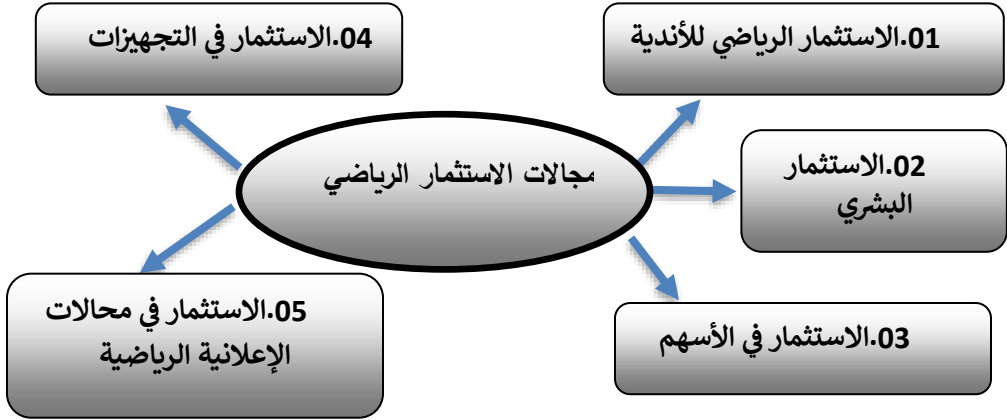 مجالات الاستثمار الرياضي
01.الاستثمار الرياضي للأندية
02.الاستثمار
البشري
03.الاستثمار في الأسهم
04.الاستثمار في التجهيزات
05.الاستثمار في محالات
الإعلانية الرياضية